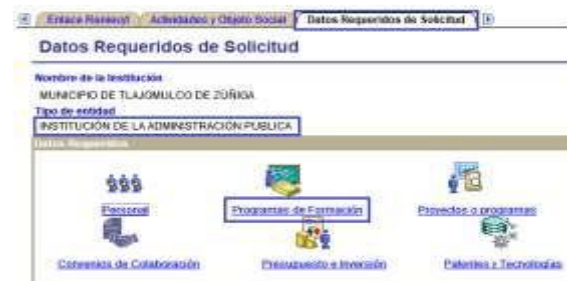 Enlace Reniecyt Actividades y Objeto Social Datos Requeridos de Solicitud
Datos Requeridos de Solicitud
Nombre de la Institución
MUNICIPIO DE TLAJOMULCO DE ZÚÑIGA
Tipo de entidad
INSTITUCIÓN DE LA ADMINISTRACIÓN PUBLICA
Datos Requeridos
Personal Programas de Formación Proyectos o programas
Convenios de Colaboración Presupuesto e Inversión Patentes y Tecnologías